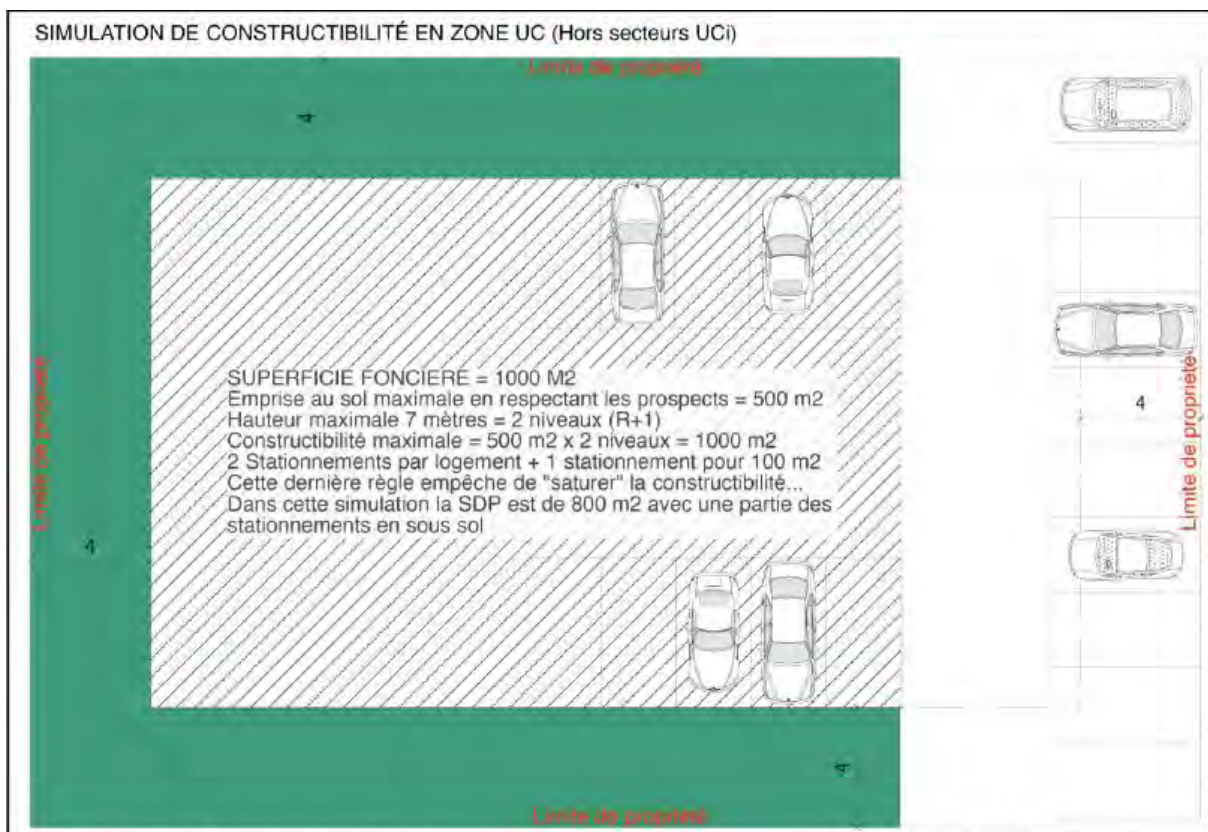 SIMULATION DE CONSTRUCTIBILITÉ EN ZONE UC (Hors secteurs UCi)
Limite de propriété
4
Limite de propriété
SUPERFICIE FONCIERE = 1000 M2
Emprise au sol maximale en respectant les prospects = 500 m2
Hauteur maximale 7 mètres = 2 niveaux (R+1)
Constructibilité maximale = 500 m2 x 2 niveaux = 1000 m2
2 Stationnements par logement + 1 stationnement pour 100 m2
Cette dernière règle empêche de "saturer" la constructibilité...
Dans cette simulation la SDP est de 800 m2 avec une partie des
stationnements en sous sol
4
Limite de propriété
4
4
Limite de propriété